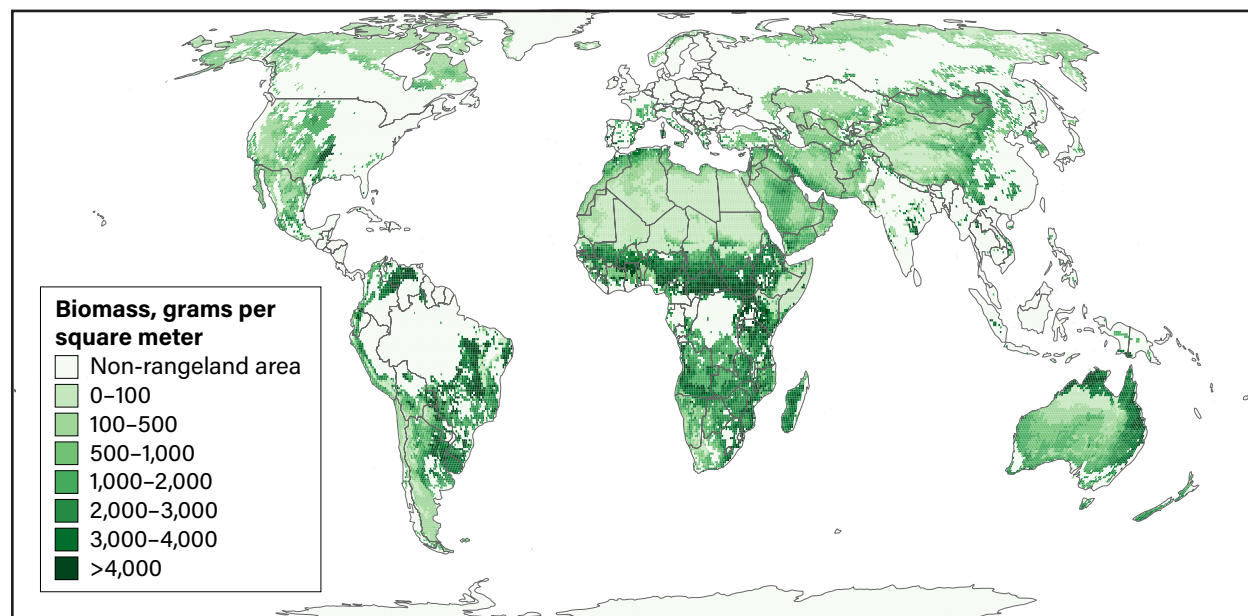 Biomass, grams per
square meter
Non-rangeland area
0–100
100–500
500–1,000
1,000–2,000
2,000–3,000
3,000–4,000
>4,000